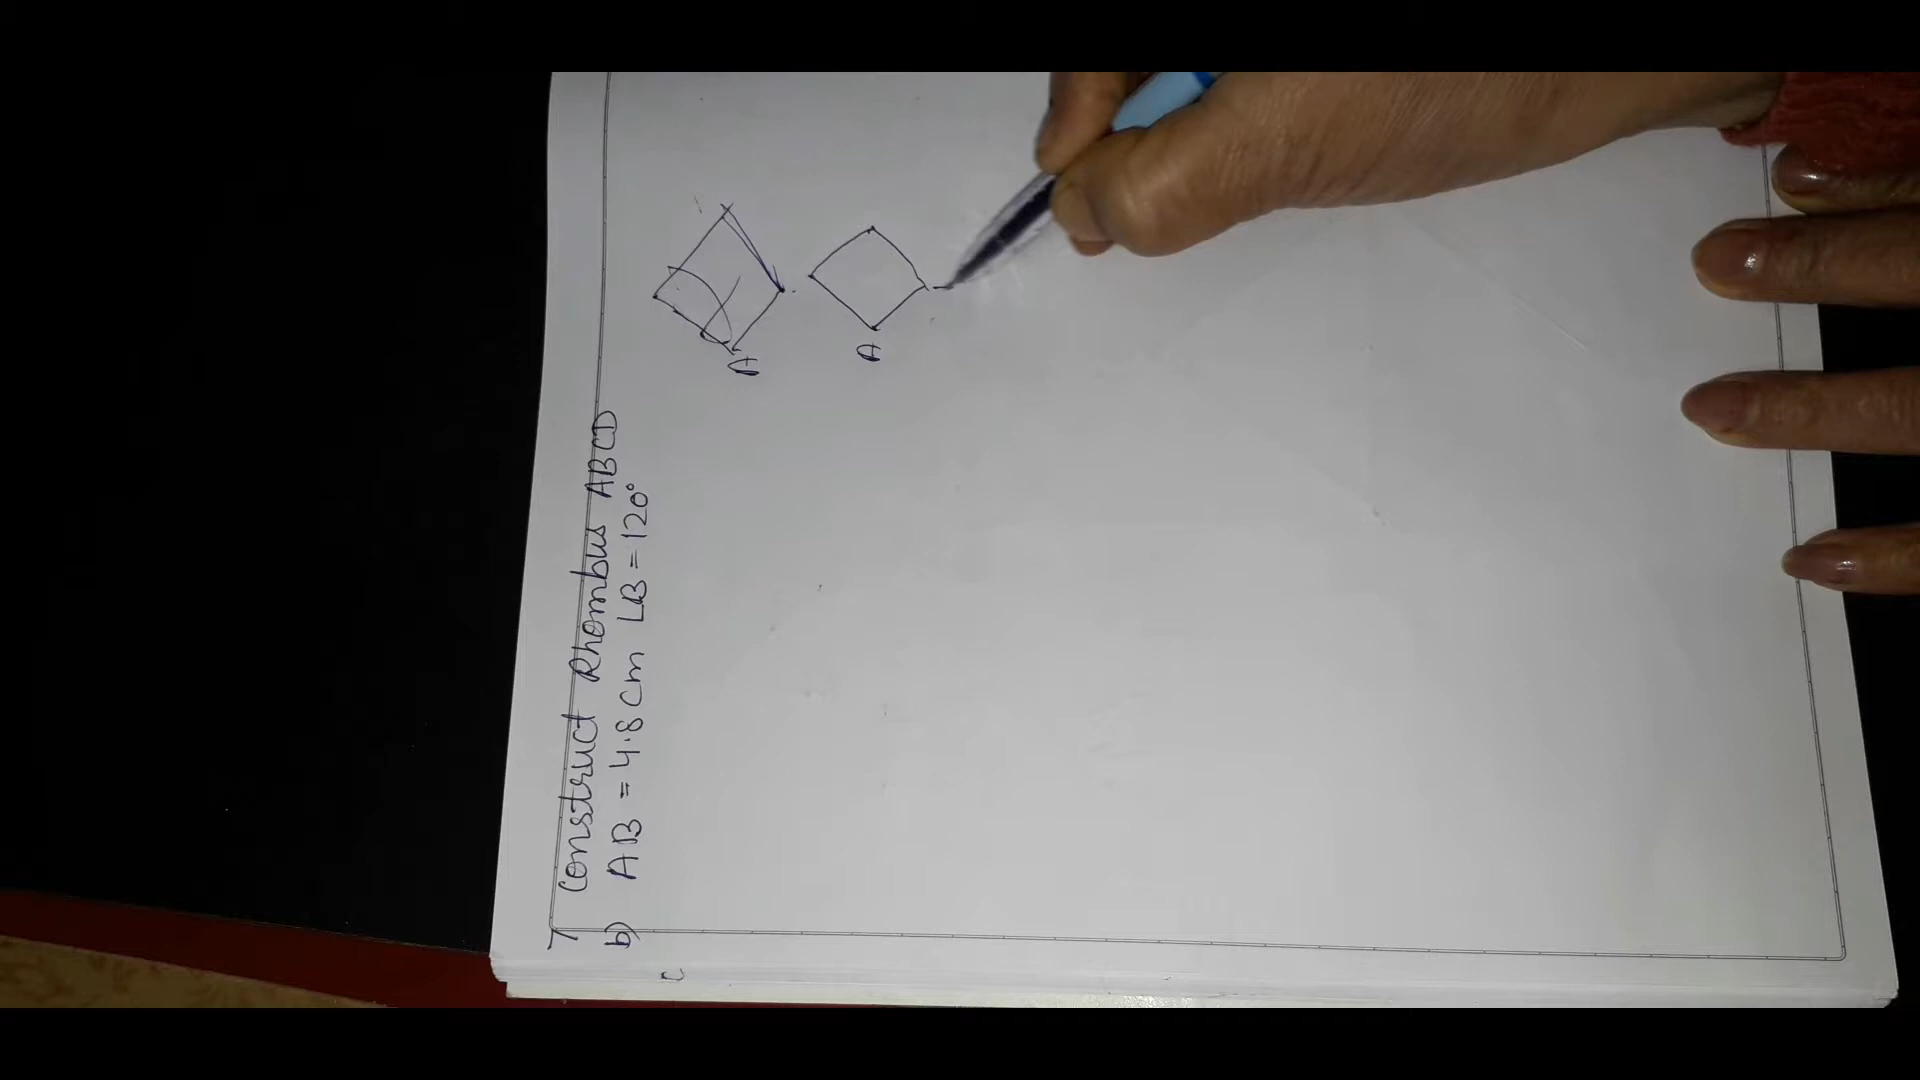 7 Construct Rhombus ABCD
b) AB = 4.8 Cm ∠B = 120°
A
A
C